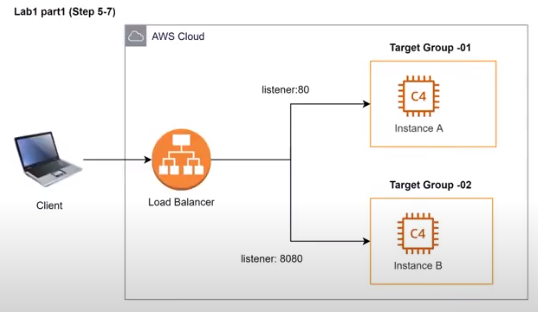 Lab1 part1 (Step 5-7)
AWS Cloud
Target Group -01
listener:80
C4
Instance A
Client
Load Balancer
Target Group -02
C4
listener: 8080
Instance B